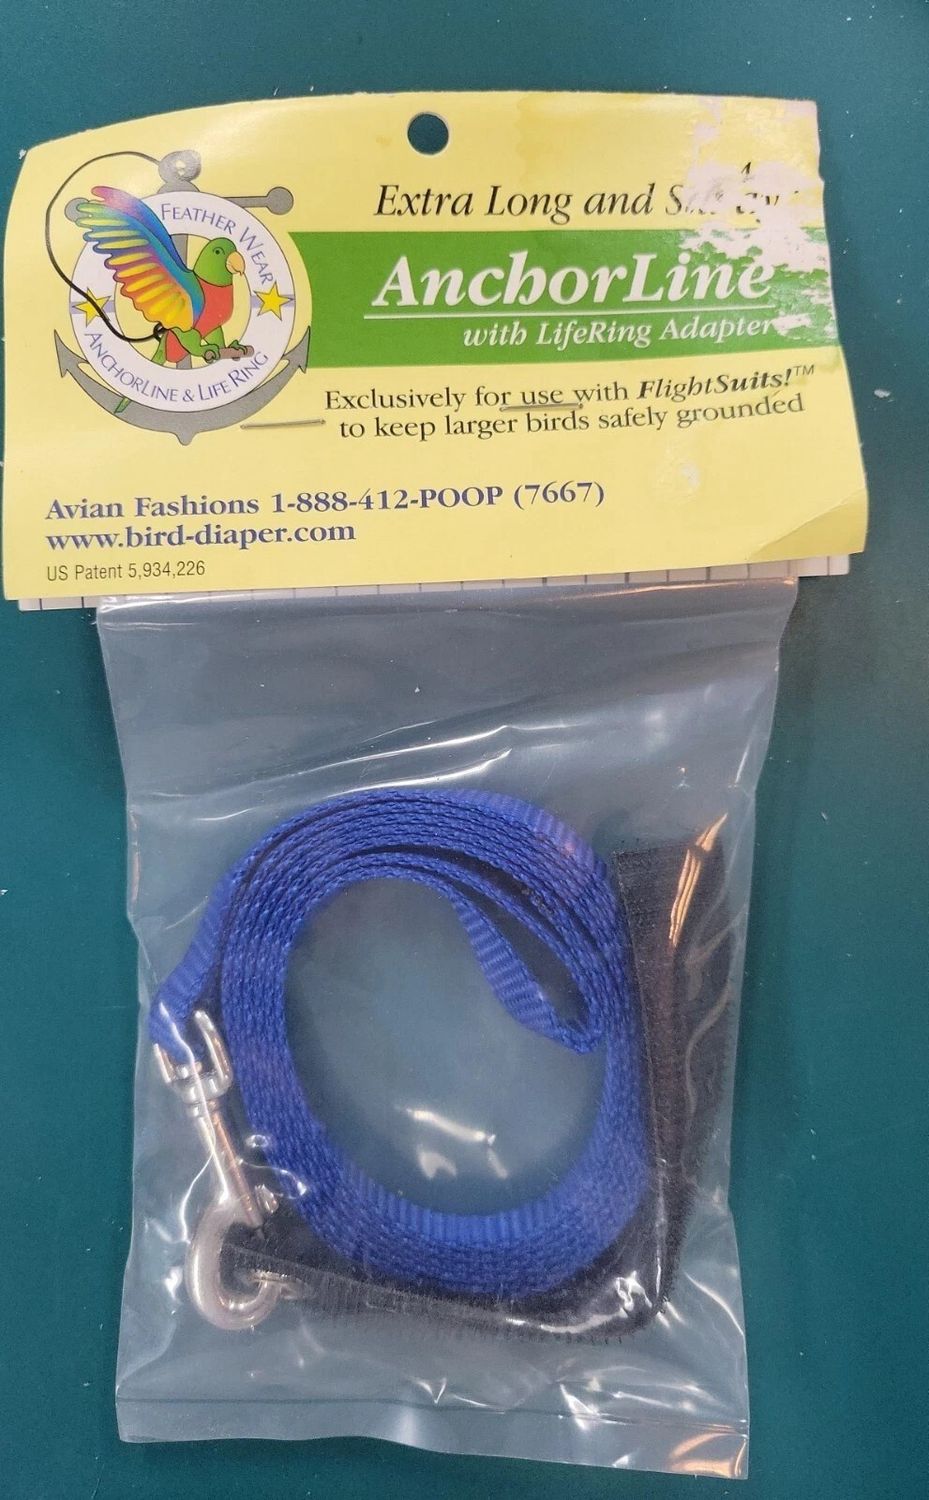 FEATHER WEAR
ANCHORLINE & LIFE RING
Extra Long and
AnchorLine
with LifeRing Adapter
Exclusively for use with FlightSuits!™
to keep larger birds safely grounded
Avian Fashions 1-888-412-POOP (7667)
www.bird-diaper.com
US Patent 5,934,226